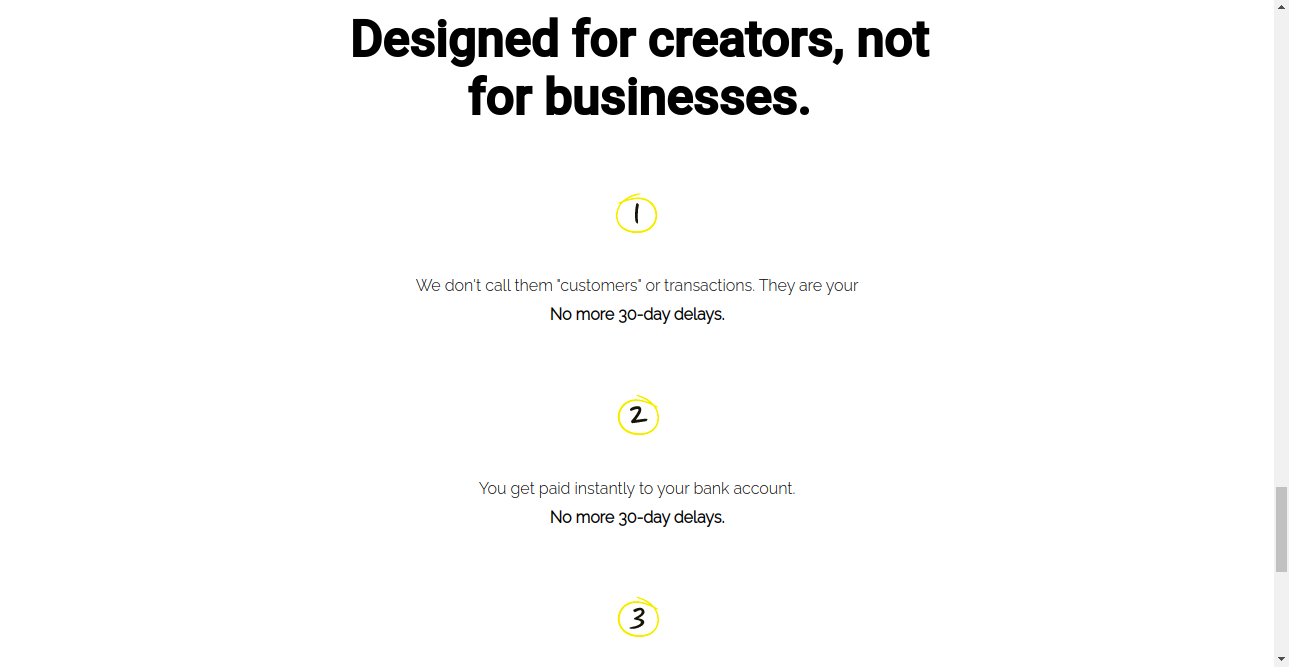 Designed for creators, not
for businesses.
1
We don't call them "customers" or transactions. They are your
No more 30-day delays.
2
You get paid instantly to your bank account.
No more 30-day delays.
3